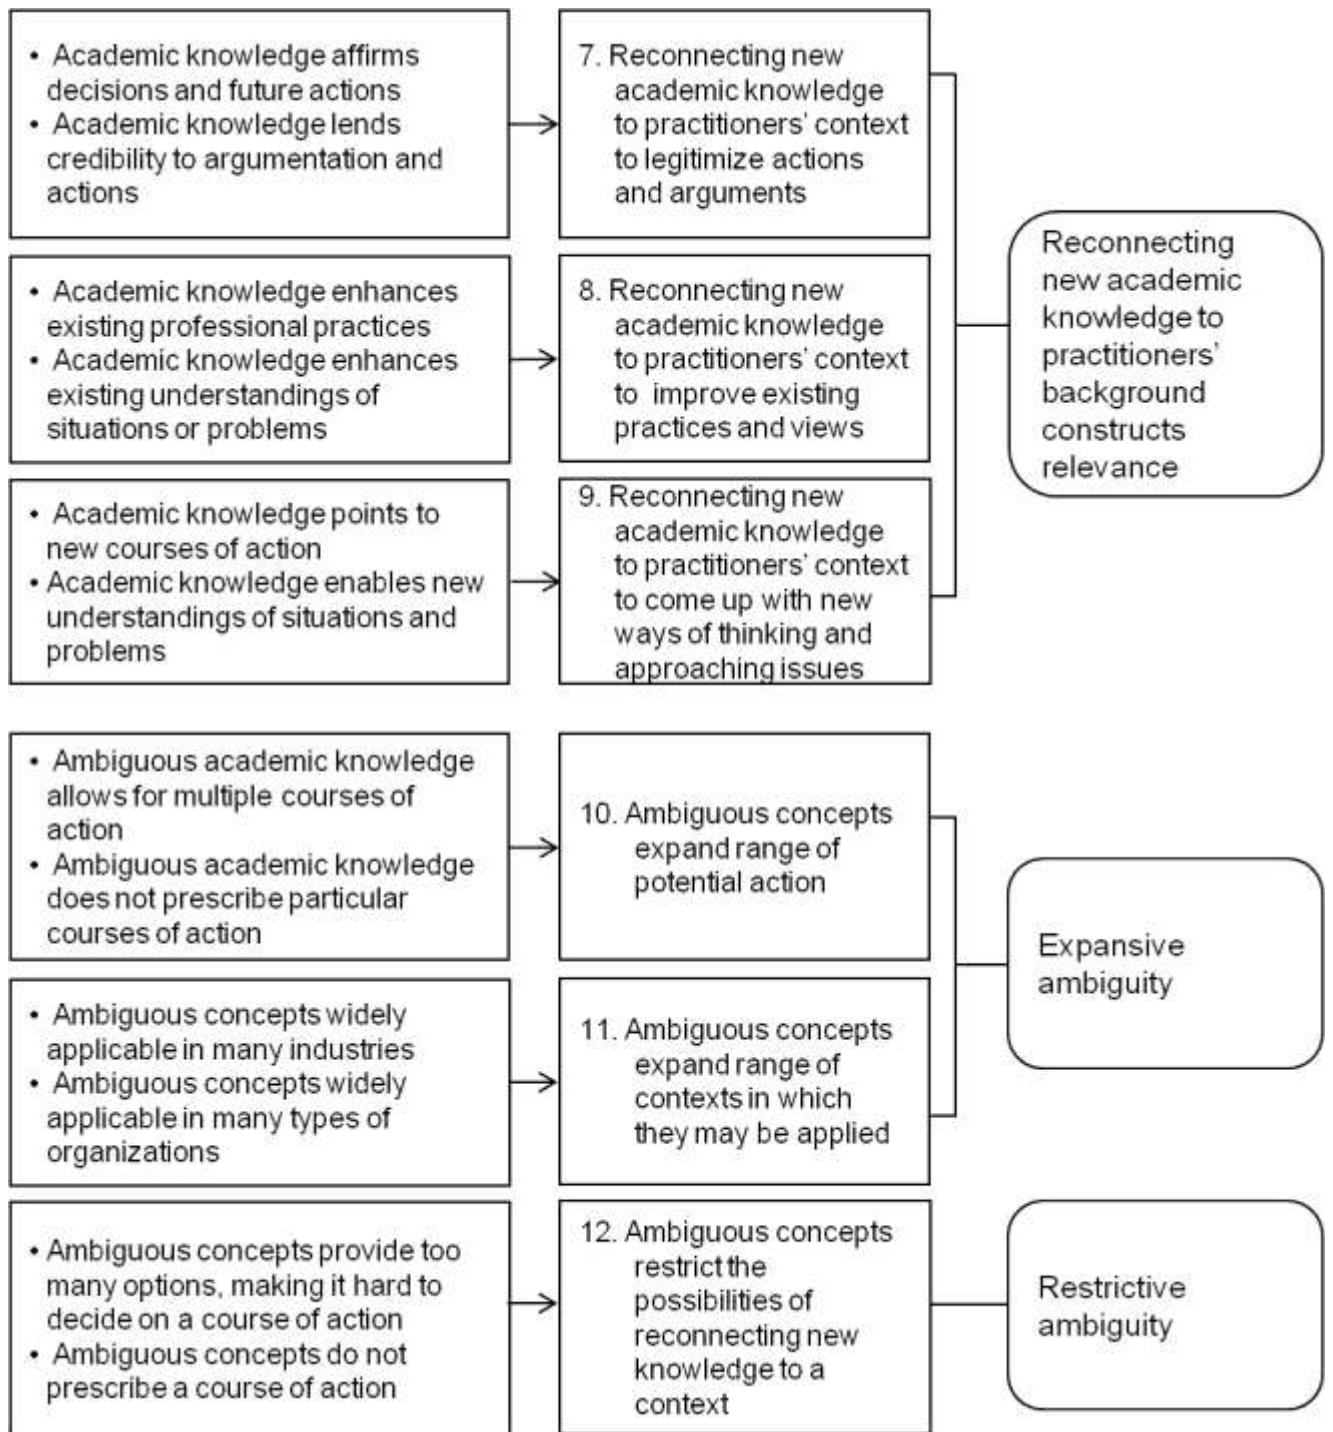 • Academic knowledge affirms
decisions and future actions
• Academic knowledge lends
credibility to argumentation and
actions
7. Reconnecting new
academic knowledge
to practitioners' context
to legitimize actions
and arguments
• Academic knowledge enhances
existing professional practices
• Academic knowledge enhances
existing understandings of
situations or problems
8. Reconnecting new
academic knowledge
to practitioners' context
to improve existing
practices and views
• Academic knowledge points to
new courses of action
• Academic knowledge enables new
understandings of situations and
problems
9. Reconnecting new
academic knowledge
to practitioners' context
to come up with new
ways of thinking and
approaching issues
Reconnecting
new academic
knowledge to
practitioners'
background
constructs
relevance
• Ambiguous academic knowledge
allows for multiple courses of
action
• Ambiguous academic knowledge
does not prescribe particular
courses of action
10. Ambiguous concepts
expand range of
potential action
• Ambiguous concepts widely
applicable in many industries
• Ambiguous concepts widely
applicable in many types of
organizations
11. Ambiguous concepts
expand range of
contexts in which
they may be applied
Expansive
ambiguity
• Ambiguous concepts provide too
many options, making it hard to
decide on a course of action
• Ambiguous concepts do not
prescribe a course of action
12. Ambiguous concepts
restrict the
possibilities of
reconnecting new
knowledge to a
context
Restrictive
ambiguity